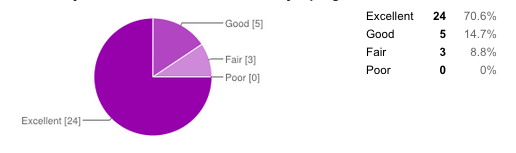 Good [5]
Fair [3]
Poor [0]
Excellent [24]
Excellent 24 70.6%
Good 5 14.7%
Fair 3 8.8%
Poor 0 0%